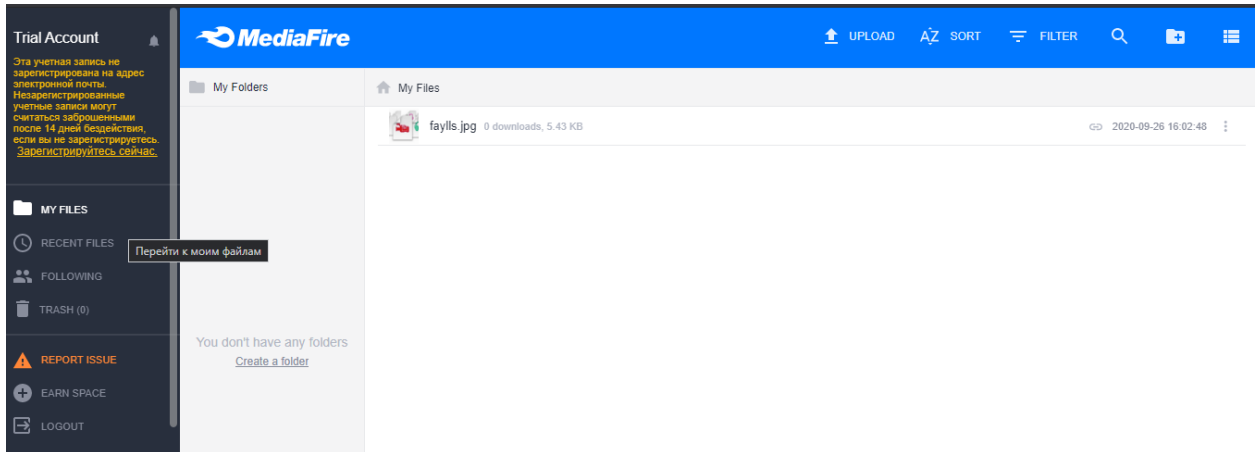 Trial Account
Эта учетная запись не
зарегистрирована на адрес
электронной почты.
Незарегистрированные
учетные записи могут
считаться заброшенными
после 14 дней бездействия,
если вы не зарегистрируетесь.
Зарегистрируйтесь сейчас.
MY FILES
RECENT FILES
Перейти к моим файлам
FOLLOWING
TRASH (0)
REPORT ISSUE
EARN SPACE
LOGOUT
MediaFire
UPLOAD
AZ SORT
FILTER
My Folders
My Files
faylls.jpg 0 downloads, 5.43 KB
2020-09-26 16:02:48
You don't have any folders
Create a folder